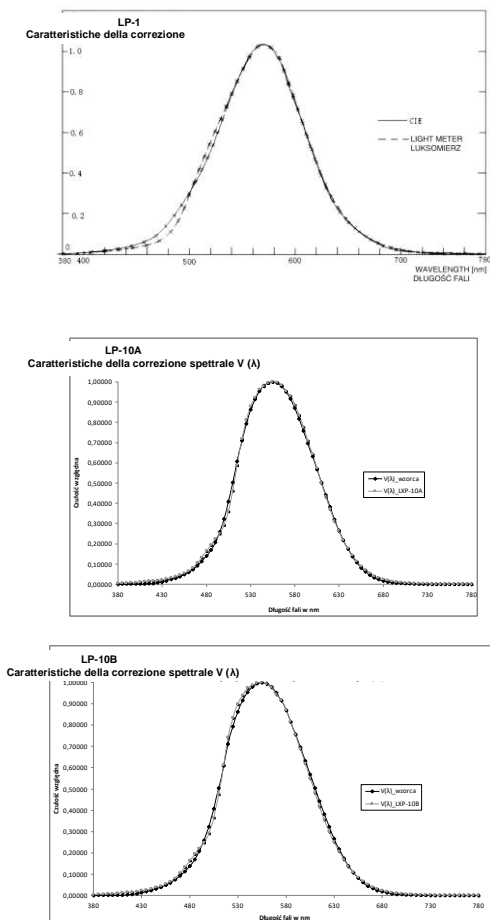 LP-1
Caratteristiche della correzione
1. 0
0. 8
0. 6
0. 4
0. 2
0
CIE
LIGHT METER
LUKSOMIERZ
380 400 500 600 700 780
WAVELENGTH [nm]
DŁUGOŚĆ FALI
LP-10A
Caratteristiche della correzione spettrale V (λ)
1,00000
0,90000
0,80000
0,70000
0,60000
0,50000
0,40000
0,30000
0,20000
0,10000
0,00000
Czułość względna
V(λ)_wzorca
V(λ)_LXP-10A
380 430 480 530 580 630 680 730 780
Długość fali w nm
LP-10B
Caratteristiche della correzione spettrale V (λ)
1,00000
0,90000
0,80000
0,70000
0,60000
0,50000
0,40000
0,30000
0,20000
0,10000
0,00000
Czułość względna
V(λ)_wzorca
V(λ)_LXP-10B
380 430 480 530 580 630 680 730 780
Długość fali w nm